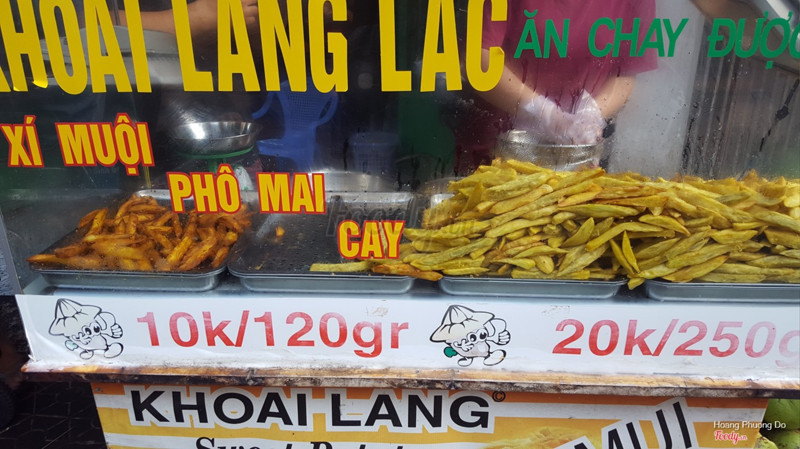 KHOAI LANG LẮC
ĂN CHAY ĐƯỢC
XÍ MUỘI
PHÔ MAI
CAY
10k/120gr
20k/250g
KHOAI LANG ©
Hoang Phuong Do
Foody.vn